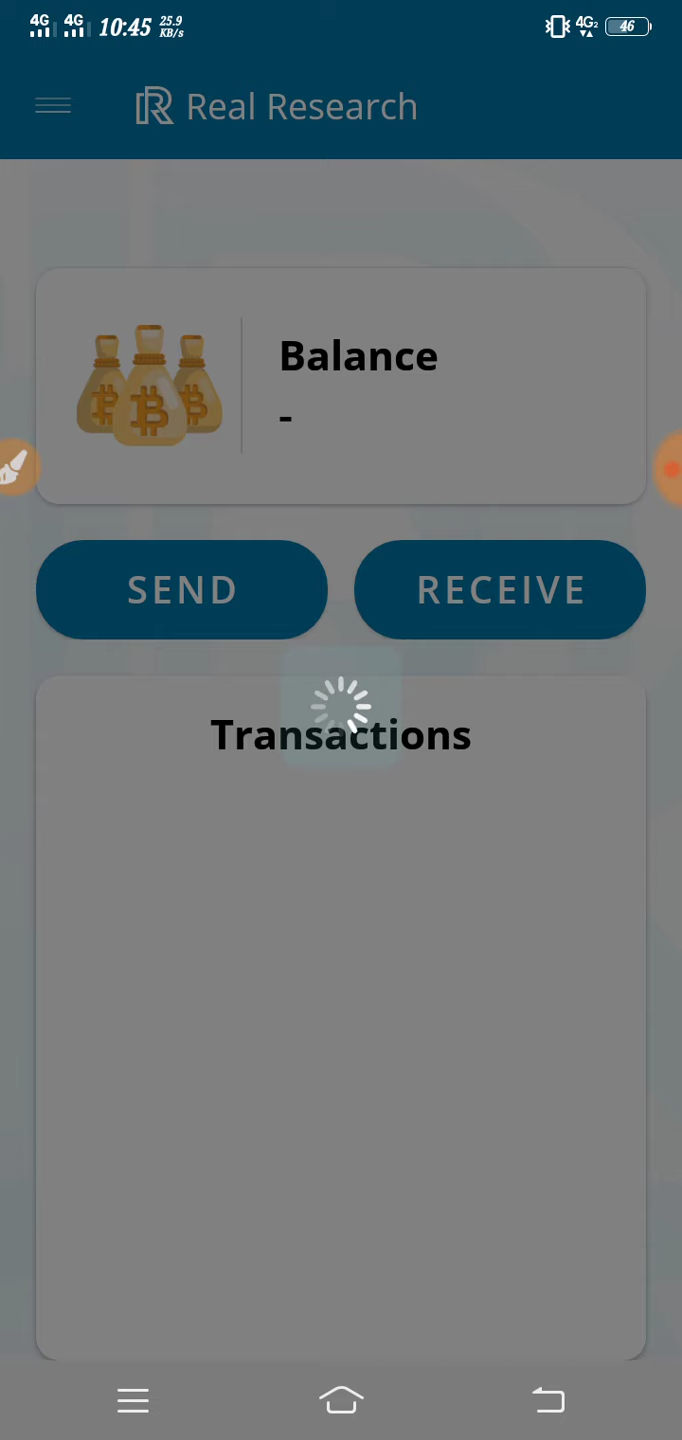 4G 4G 10:45 25.9 KB/s 4G2 46
Real Research
Balance
-
SEND RECEIVE
Transactions